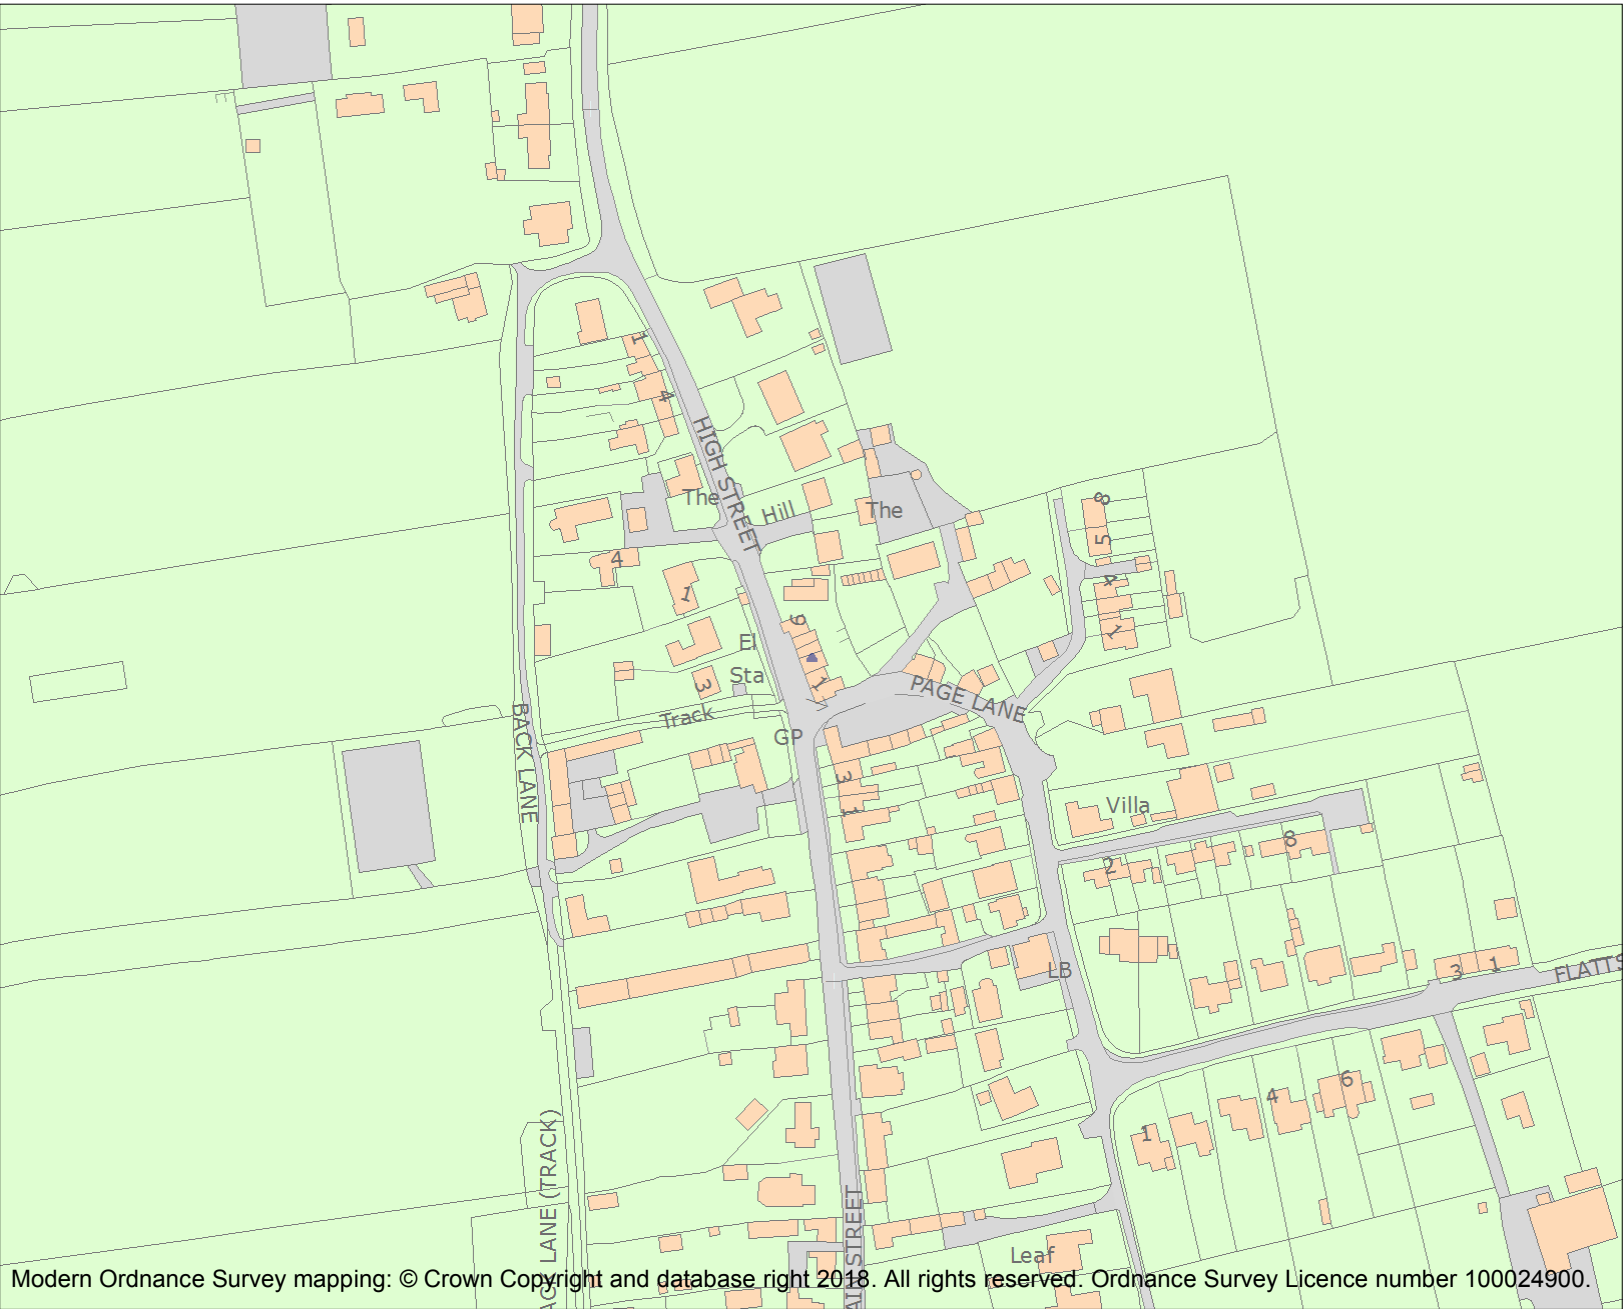 1
4
HIGH STREET
The
Hill
The
8
5
4
4
1
1
9
El
Sta
3
1
PAGE LANE
Track
BACK LANE
GP
3
1
Villa
2
8
LB
3
1
FLATTS
6
4
1
LANE (TRACK)
STREET
Leaf
Modern Ordnance Survey mapping: © Crown Copyright and database right 2018. All rights reserved. Ordnance Survey Licence number 100024900.